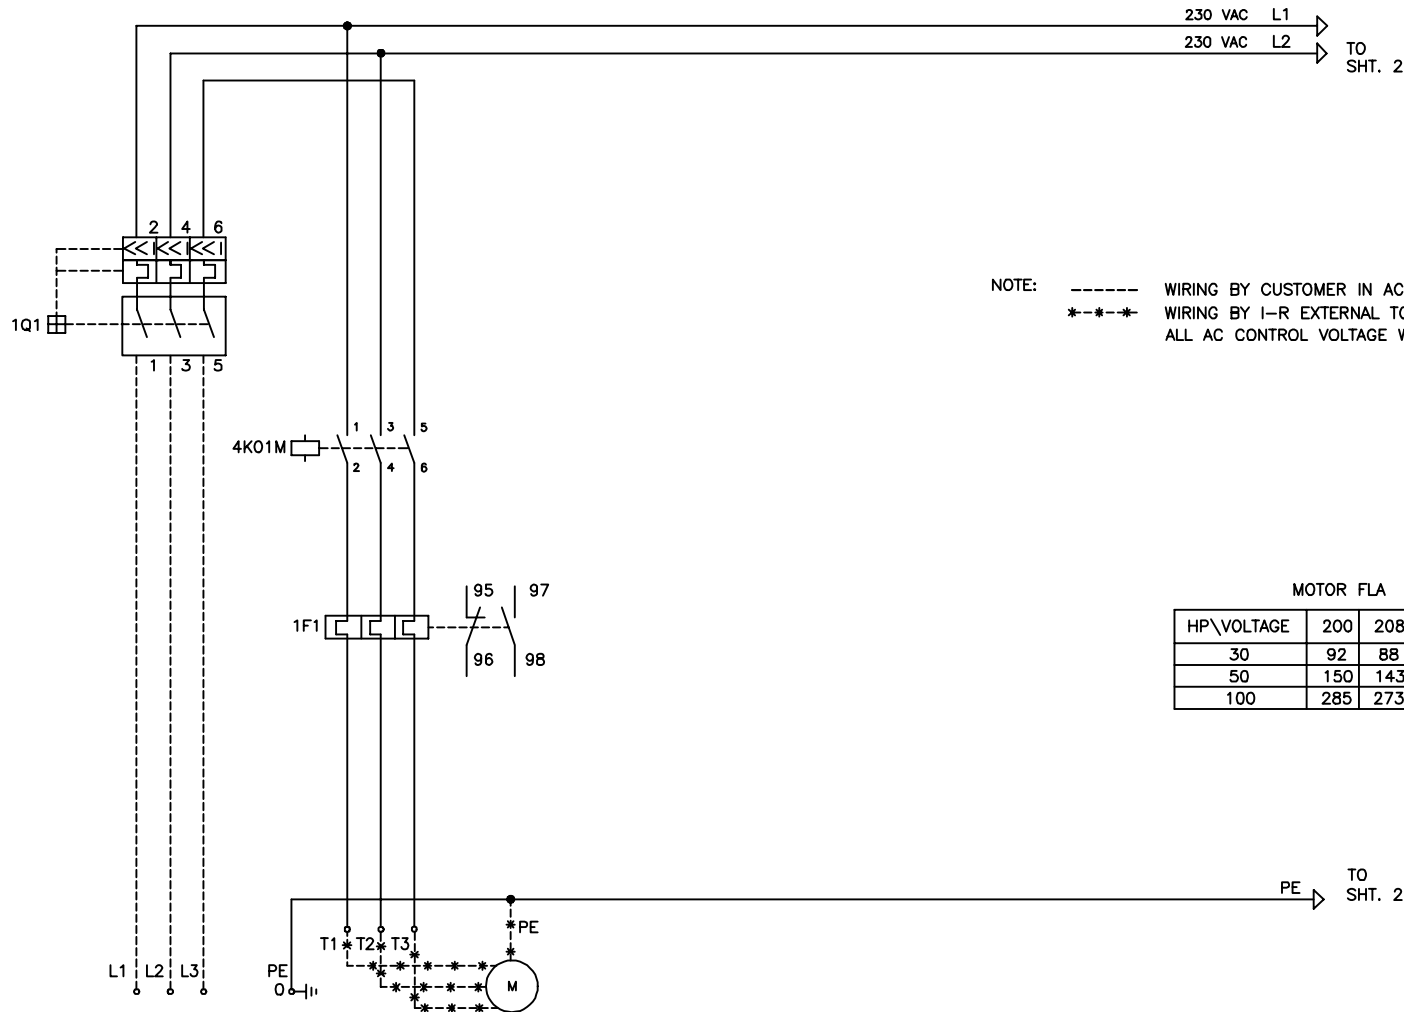 230 VAC L1
230 VAC L2
TO
SHT. 2
2 4 6
1Q1
1 3 5
NOTE:
WIRING BY CUSTOMER IN AC
WIRING BY I-R EXTERNAL TO
ALL AC CONTROL VOLTAGE W
1 3 5
4K01M
2 4 6
95 97
1F1
96 98
MOTOR FLA
HP\VOLTAGE 200 208
30 92 88
50 150 143
100 285 273
TO
SHT. 2
PE
PE
T1 T2 T3
L1 L2 L3
PE
0
M